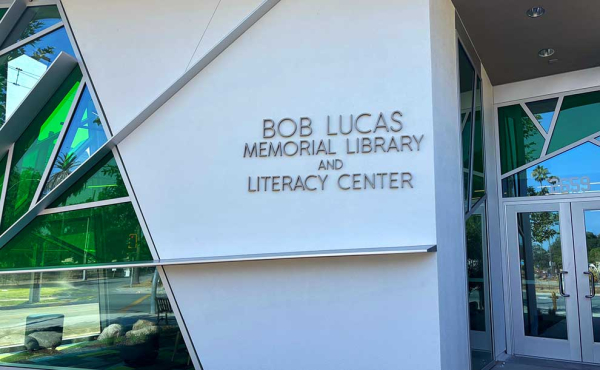 BOB LUCAS
MEMORIAL LIBRARY
AND
LITERACY CENTER